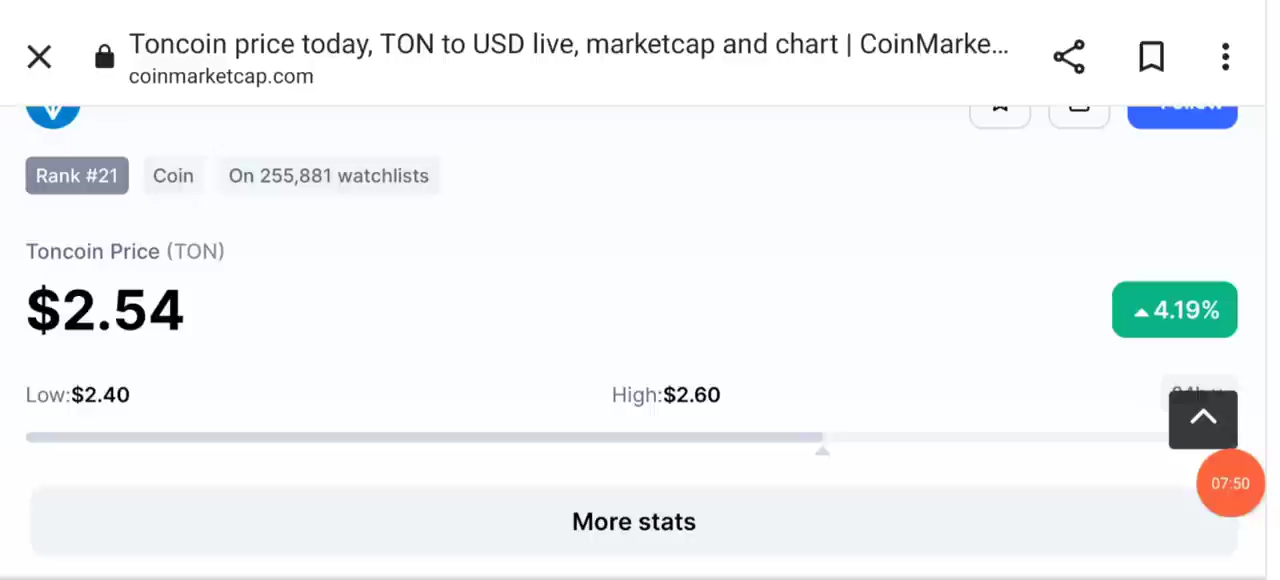 Toncoin price today, TON to USD live, marketcap and chart | CoinMarke...
coinmarketcap.com
Rank #21
Coin
On 255,881 watchlists
Toncoin Price (TON)
$2.54
4.19%
Low:$2.40
High:$2.60
07:50
More stats